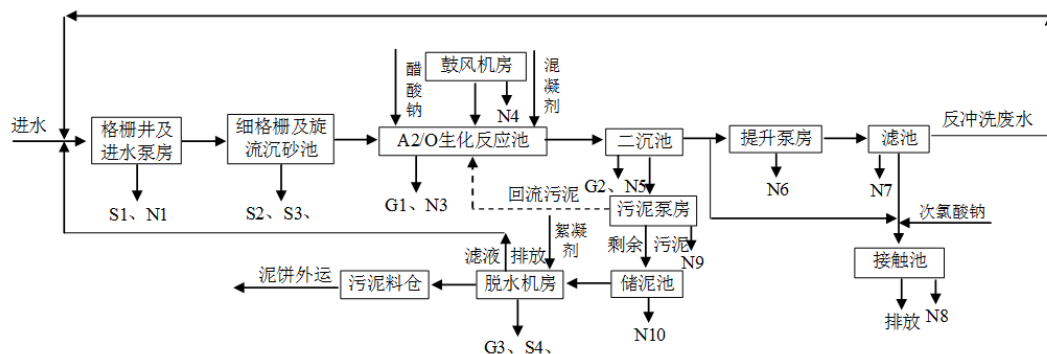 醋酸钠
鼓风机房
混凝剂
N4
进水
格栅井及
进水泵房
细格栅及旋
流沉砂池
A2/O生化反应池
二沉池
提升泵房
滤池
反冲洗废水
S1、N1
S2、S3、
G1、N3
G2、N5
N6
N7
回流污泥
污泥泵房
次氯酸钠
絮凝剂
剩余
污泥
N9
滤液
排放
接触池
泥饼外运
污泥料仓
脱水机房
储泥池
排放
N8
N10
G3、S4、